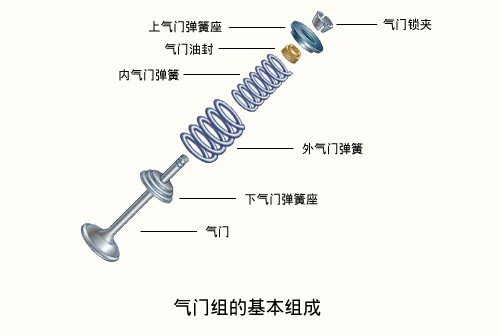 上气门弹簧座
气门锁夹
气门油封
内气门弹簧
外气门弹簧
下气门弹簧座
气门
气门组的基本组成